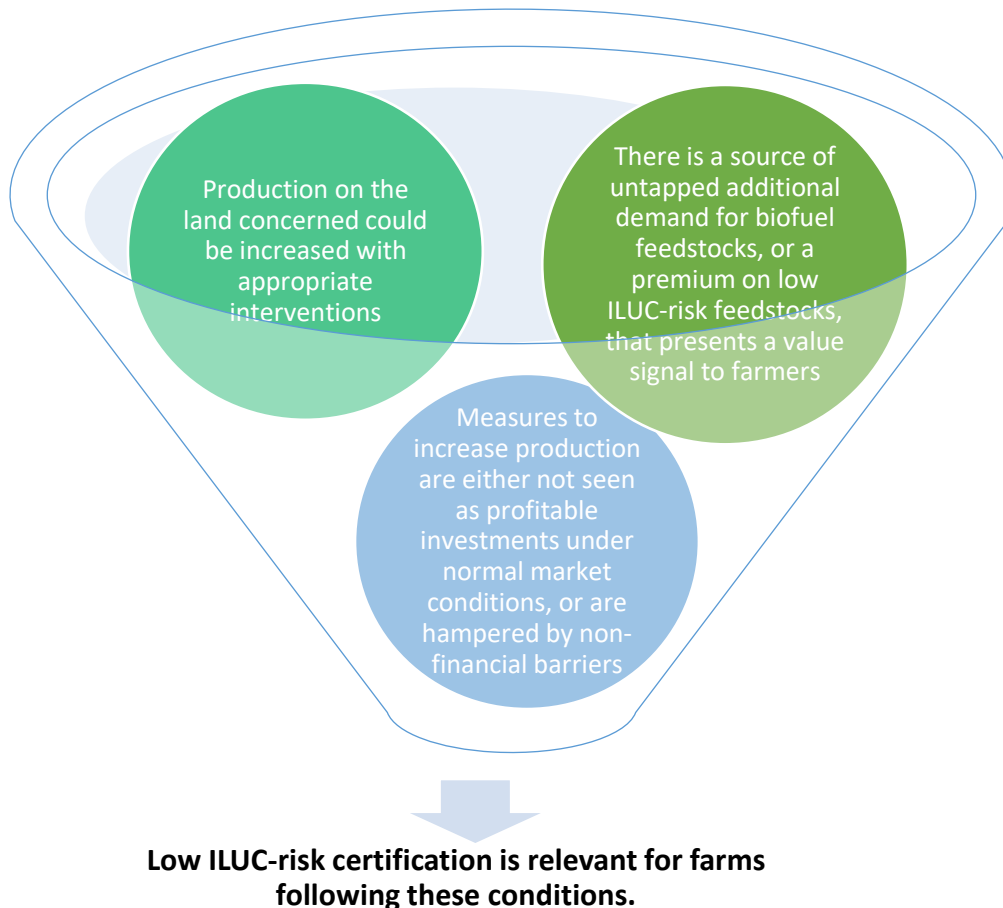 Production on the
land concerned could
be increased with
appropriate
interventions
There is a source of
untapped additional
demand for biofuel
feedstocks, or a
premium on low
ILUC-risk feedstocks,
that presents a value
signal to farmers
Measures to
increase production
are either not seen
as profitable
investments under
normal market
conditions, or are
hampered by non-
financial barriers
Low ILUC-risk certification is relevant for farms
following these conditions.